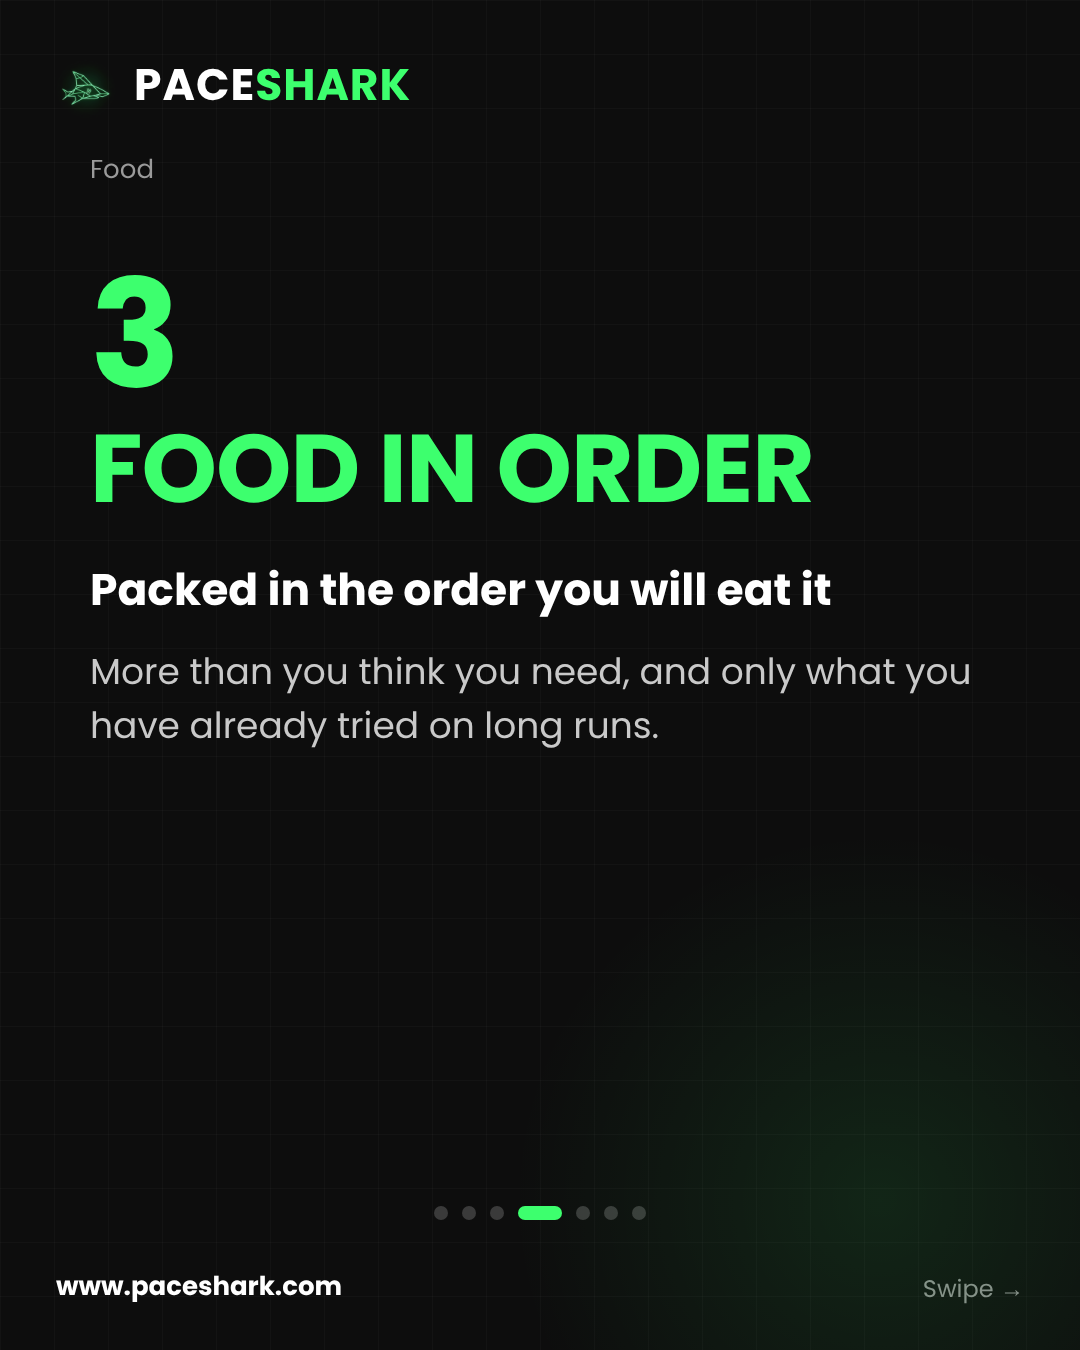 PACESHARK
Food
3
FOOD IN ORDER
Packed in the order you will eat it
More than you think you need, and only what you
have already tried on long runs.
www.paceshark.com
Swipe →